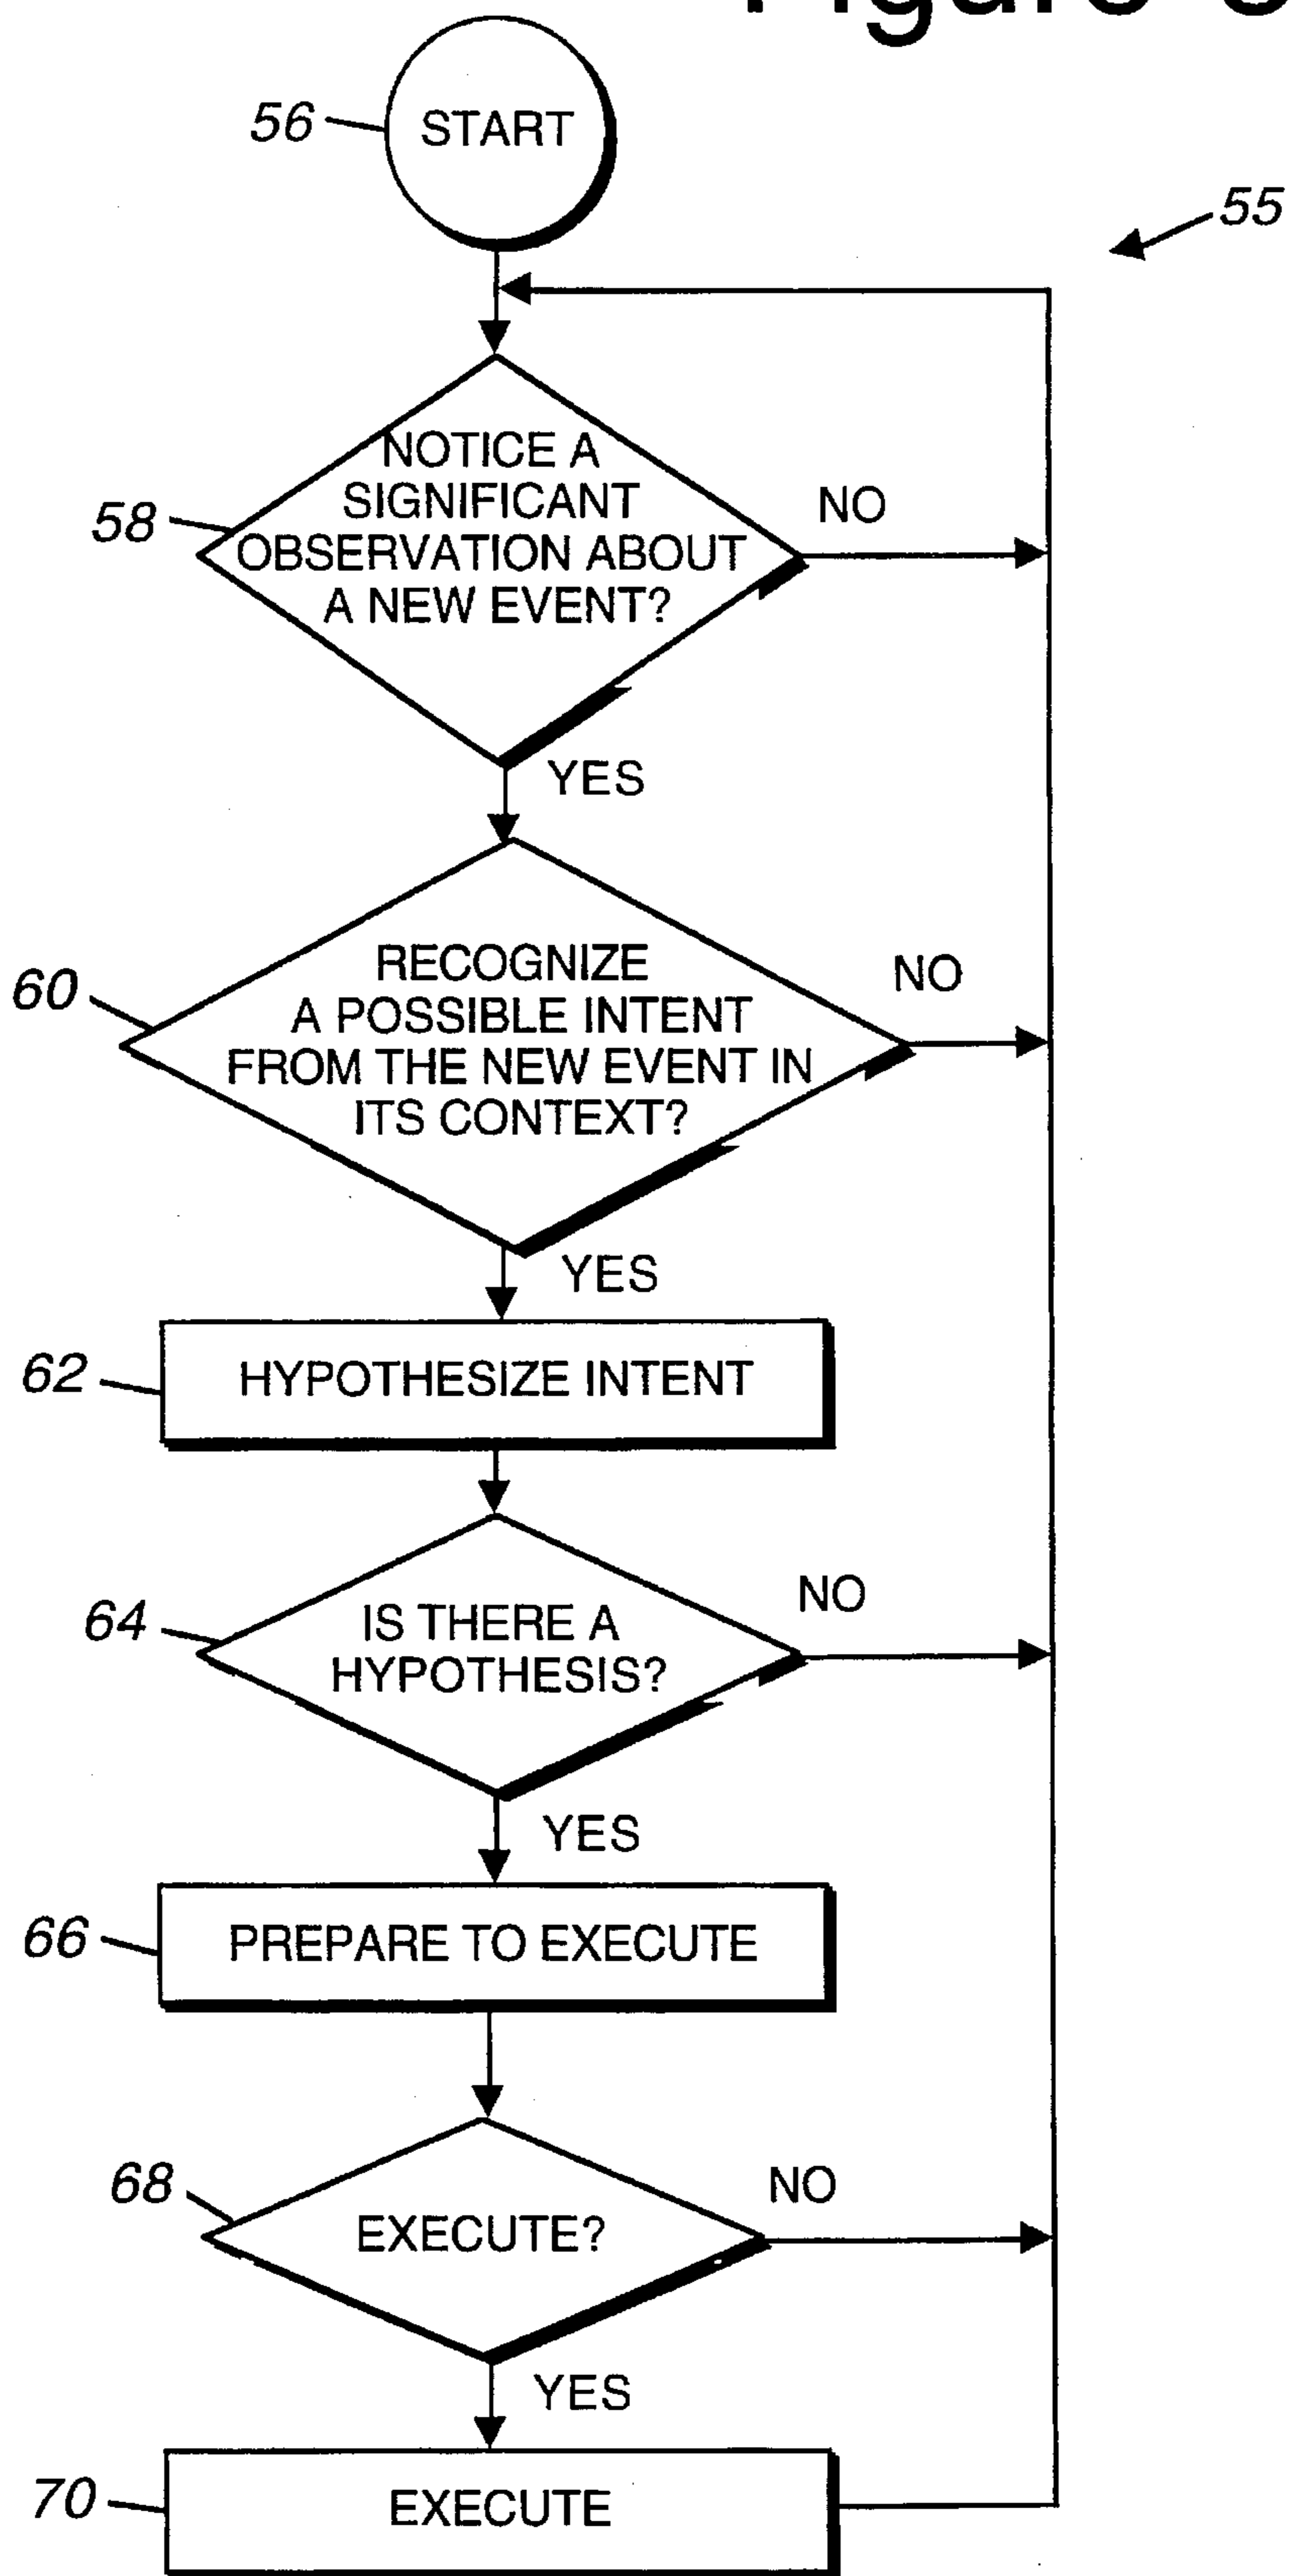 Figure
56
START
55
NOTICE A
SIGNIFICANT
OBSERVATION ABOUT
A NEW EVENT?
58
NO
YES
RECOGNIZE
A POSSIBLE INTENT
FROM THE NEW EVENT IN
ITS CONTEXT?
60
NO
YES
62
HYPOTHESIZE INTENT
64
IS THERE A
HYPOTHESIS?
NO
YES
66
PREPARE TO EXECUTE
68
EXECUTE?
NO
YES
70
EXECUTE